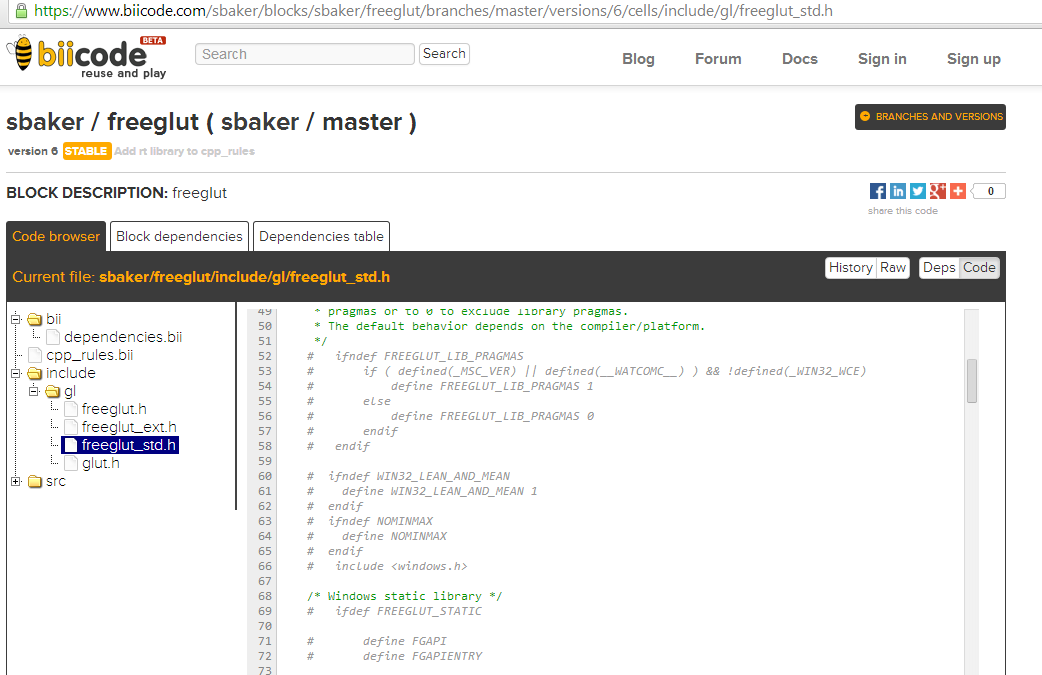 https://www.biicode.com/sbaker/blocks/sbaker/freeglut/branches/master/versions/6/cells/include/gl/freeglut_std.h
biicode BETA
reuse and play
Search
Search
Blog
Forum
Docs
Sign in
Sign up
sbaker / freeglut ( sbaker / master )
BRANCHES AND VERSIONS
version 6 STABLE Add rt library to cpp_rules
BLOCK DESCRIPTION: freeglut
0
share this code
Code browser
Block dependencies
Dependencies table
Current file: sbaker/freeglut/include/gl/freeglut_std.h
History Raw Deps Code
bii
dependencies.bii
cpp_rules.bii
include
gl
freeglut.h
freeglut_ext.h
freeglut_std.h
glut.h
src
49 * pragmas or to 0 to exclude library pragmas.
50 * The default behavior depends on the compiler/platform.
51 */
52 # ifndef FREEGLUT_LIB_PRAGMAS
53 # if ( defined(_MSC_VER) || defined(__WATCOMC__) ) && !defined(_WIN32_WCE)
54 # define FREEGLUT_LIB_PRAGMAS 1
55 # else
56 # define FREEGLUT_LIB_PRAGMAS 0
57 # endif
58 # endif
59
60 # ifndef WIN32_LEAN_AND_MEAN
61 # define WIN32_LEAN_AND_MEAN 1
62 # endif
63 # ifndef NOMINMAX
64 # define NOMINMAX
65 # endif
66 # include <windows.h>
67
68 /* Windows static library */
69 # ifdef FREEGLUT_STATIC
70
71 # define FGAPI
72 # define FGAPIENTRY
73